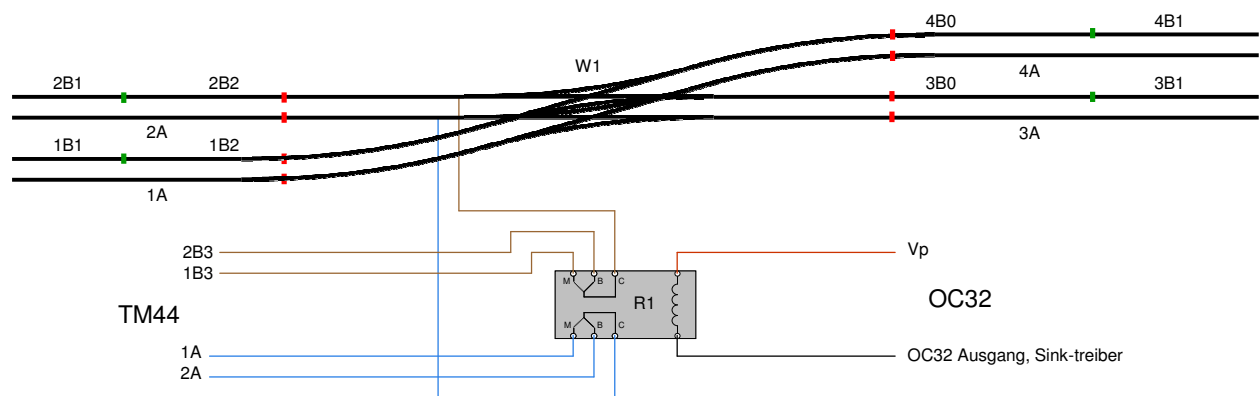 4B0 4B1
W1
4A
2B1 2B2 3B0 3B1
2A 3A
1B1 1B2
1A
2B3 Vp
1B3
M B C
R1 OC32
TM44
M B C
1A OC32 Ausgang, Sink-treiber
2A